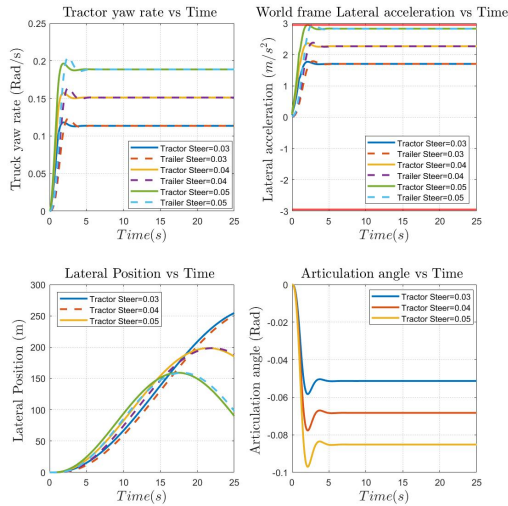 Tractor yaw rate vs Time
Truck yaw rate (Rad/s)
0.25
0.2
0.15
0.1
0.05
0
0 5 10 15 20 25
Time(s)
Tractor Steer=0.03
Trailer Steer=0.03
Tractor Steer=0.04
Trailer Steer=0.04
Tractor Steer=0.05
Trailer Steer=0.05
World frame Lateral acceleration vs Time
Lateral acceleration (m/s²)
3
2
1
0
-1
-2
-3
0 5 10 15 20 25
Time(s)
Tractor Steer=0.03
Trailer Steer=0.03
Tractor Steer=0.04
Trailer Steer=0.04
Tractor Steer=0.05
Trailer Steer=0.05
Lateral Position vs Time
Lateral Position (m)
300
250
200
150
100
50
0
0 5 10 15 20 25
Time(s)
Tractor Steer=0.03
Tractor Steer=0.04
Tractor Steer=0.05
Articulation angle vs Time
Articulation angle (Rad)
0
-0.02
-0.04
-0.06
-0.08
-0.1
0 5 10 15 20 25
Time(s)
Tractor Steer=0.03
Tractor Steer=0.04
Tractor Steer=0.05